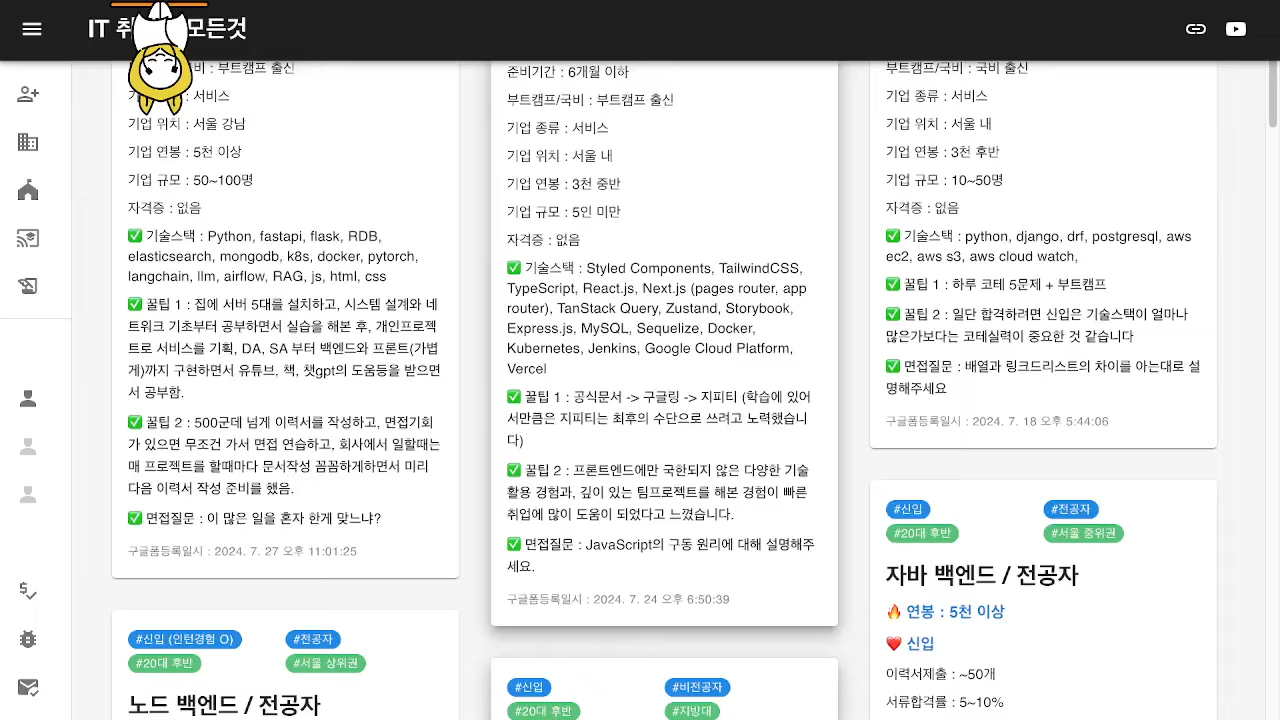 IT 취 모든것
비 : 부트캠프 출신
기 : 서비스
기업 위치 : 서울 강남
기업 연봉 : 5천 이상
기업 규모 : 50~100명
자격증 : 없음
✅ 기술스택 : Python, fastapi, flask, RDB,
elasticsearch, mongodb, k8s, docker, pytorch,
langchain, llm, airflow, RAG, js, html, css
✅ 꿀팁 1 : 집에 서버 5대를 설치하고, 시스템 설계와 네
트워크 기초부터 공부하면서 실습을 해본 후, 개인프로젝
트로 서비스를 기획, DA, SA 부터 백엔드와 프론트(가볍
게)까지 구현하면서 유튜브, 책, 챗gpt의 도움등을 받으면
서 공부함.
✅ 꿀팁 2 : 500군데 넘게 이력서를 작성하고, 면접기회
가 있으면 무조건 가서 면접 연습하고, 회사에서 일할때는
매 프로젝트를 할때마다 문서작성 꼼꼼하게하면서 미리
다음 이력서 작성 준비를 했음.
✅ 면접질문 : 이 많은 일을 혼자 한게 맞느냐?
구글폼등록일시 : 2024. 7. 27 오후 11:01:25
#신입 (인턴경험 O) #전공자
#20대 후반 #서울 상위권
노드 백엔드 / 전공자
준비기간 : 6개월 이하
부트캠프/국비 : 부트캠프 출신
기업 종류 : 서비스
기업 위치 : 서울 내
기업 연봉 : 3천 중반
기업 규모 : 5인 미만
자격증 : 없음
✅ 기술스택 : Styled Components, TailwindCSS,
TypeScript, React.js, Next.js (pages router, app
router), TanStack Query, Zustand, Storybook,
Express.js, MySQL, Sequelize, Docker,
Kubernetes, Jenkins, Google Cloud Platform,
Vercel
✅ 꿀팁 1 : 공식문서 -> 구글링 -> 지피티 (학습에 있어
서만큼은 지피티는 최후의 수단으로 쓰려고 노력했습니
다)
✅ 꿀팁 2 : 프론트엔드에만 국한되지 않은 다양한 기술
활용 경험과, 깊이 있는 팀프로젝트를 해본 경험이 빠른
취업에 많이 도움이 되었다고 느꼈습니다.
✅ 면접질문 : JavaScript의 구동 원리에 대해 설명해주
세요.
구글폼등록일시 : 2024. 7. 24 오후 6:50:39
#신입 #비전공자
#20대 후반 #지방대
부트캠프/국비 : 국비 출신
기업 종류 : 서비스
기업 위치 : 서울 내
기업 연봉 : 3천 후반
기업 규모 : 10~50명
자격증 : 없음
✅ 기술스택 : python, django, drf, postgresql, aws
ec2, aws s3, aws cloud watch,
✅ 꿀팁 1 : 하루 코테 5문제 + 부트캠프
✅ 꿀팁 2 : 일단 합격하려면 신입은 기술스택이 얼마나
많은가보다는 코테실력이 중요한 것 같습니다
✅ 면접질문 : 배열과 링크드리스트의 차이를 아는대로 설
명해주세요
구글폼등록일시 : 2024. 7. 18 오후 5:44:06
#신입 #전공자
#20대 후반 #서울 중위권
자바 백엔드 / 전공자
🔥 연봉 : 5천 이상
❤️ 신입
이력서제출 : ~50개
서류합격률 : 5~10%